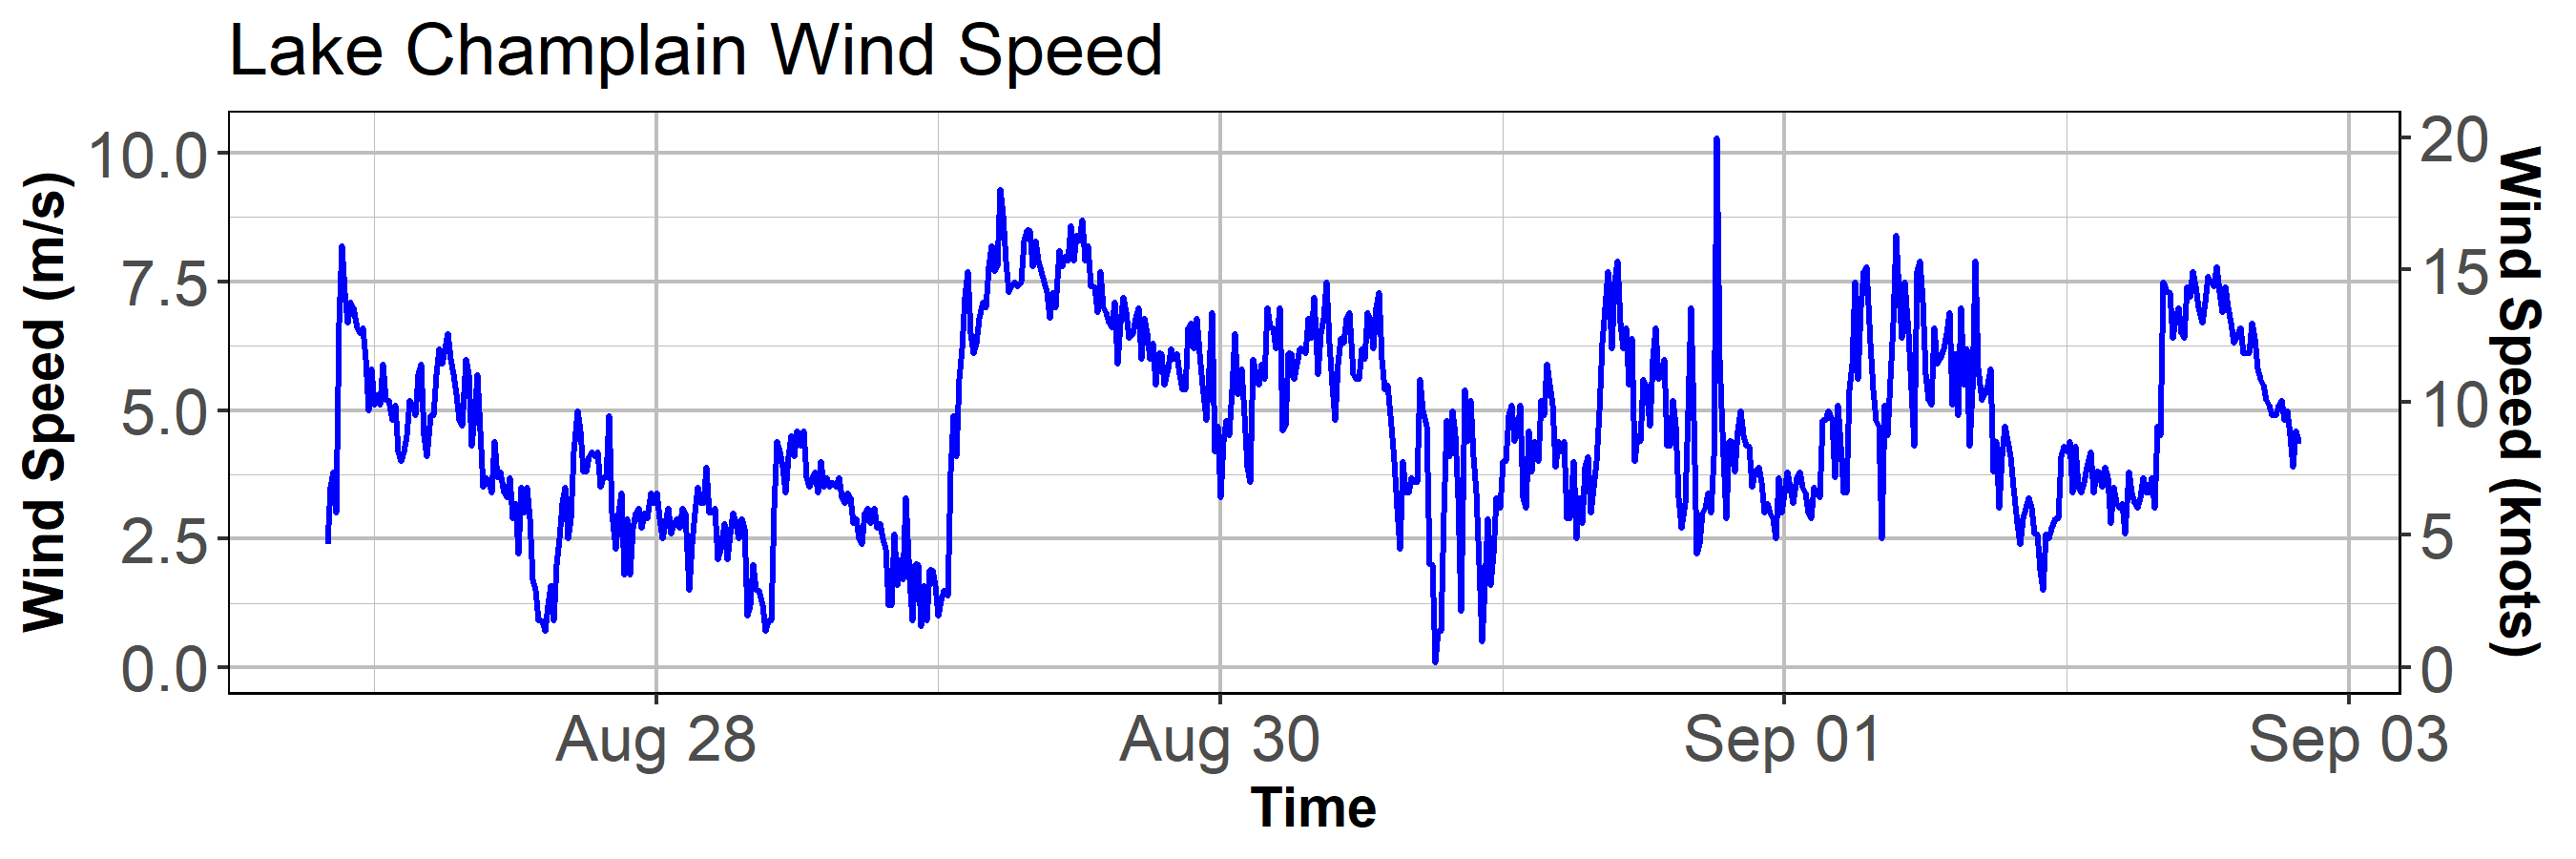 Lake Champlain Wind Speed
Wind Speed (m/s)
10.0
7.5
5.0
2.5
0.0
20
15
10
5
0
Wind Speed (knots)
Aug 28
Aug 30
Sep 01
Sep 03
Time